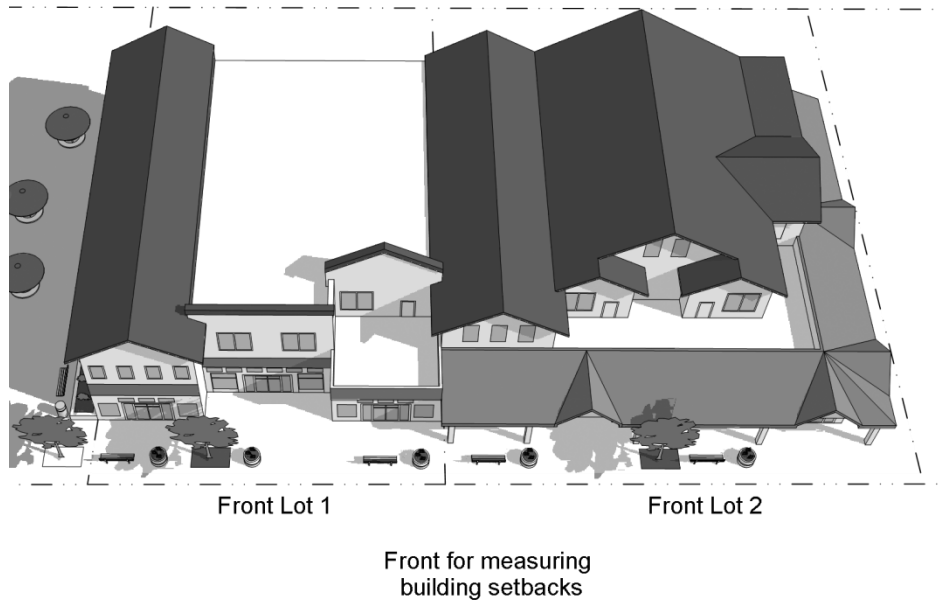 Front Lot 1
Front Lot 2
Front for measuring
building setbacks